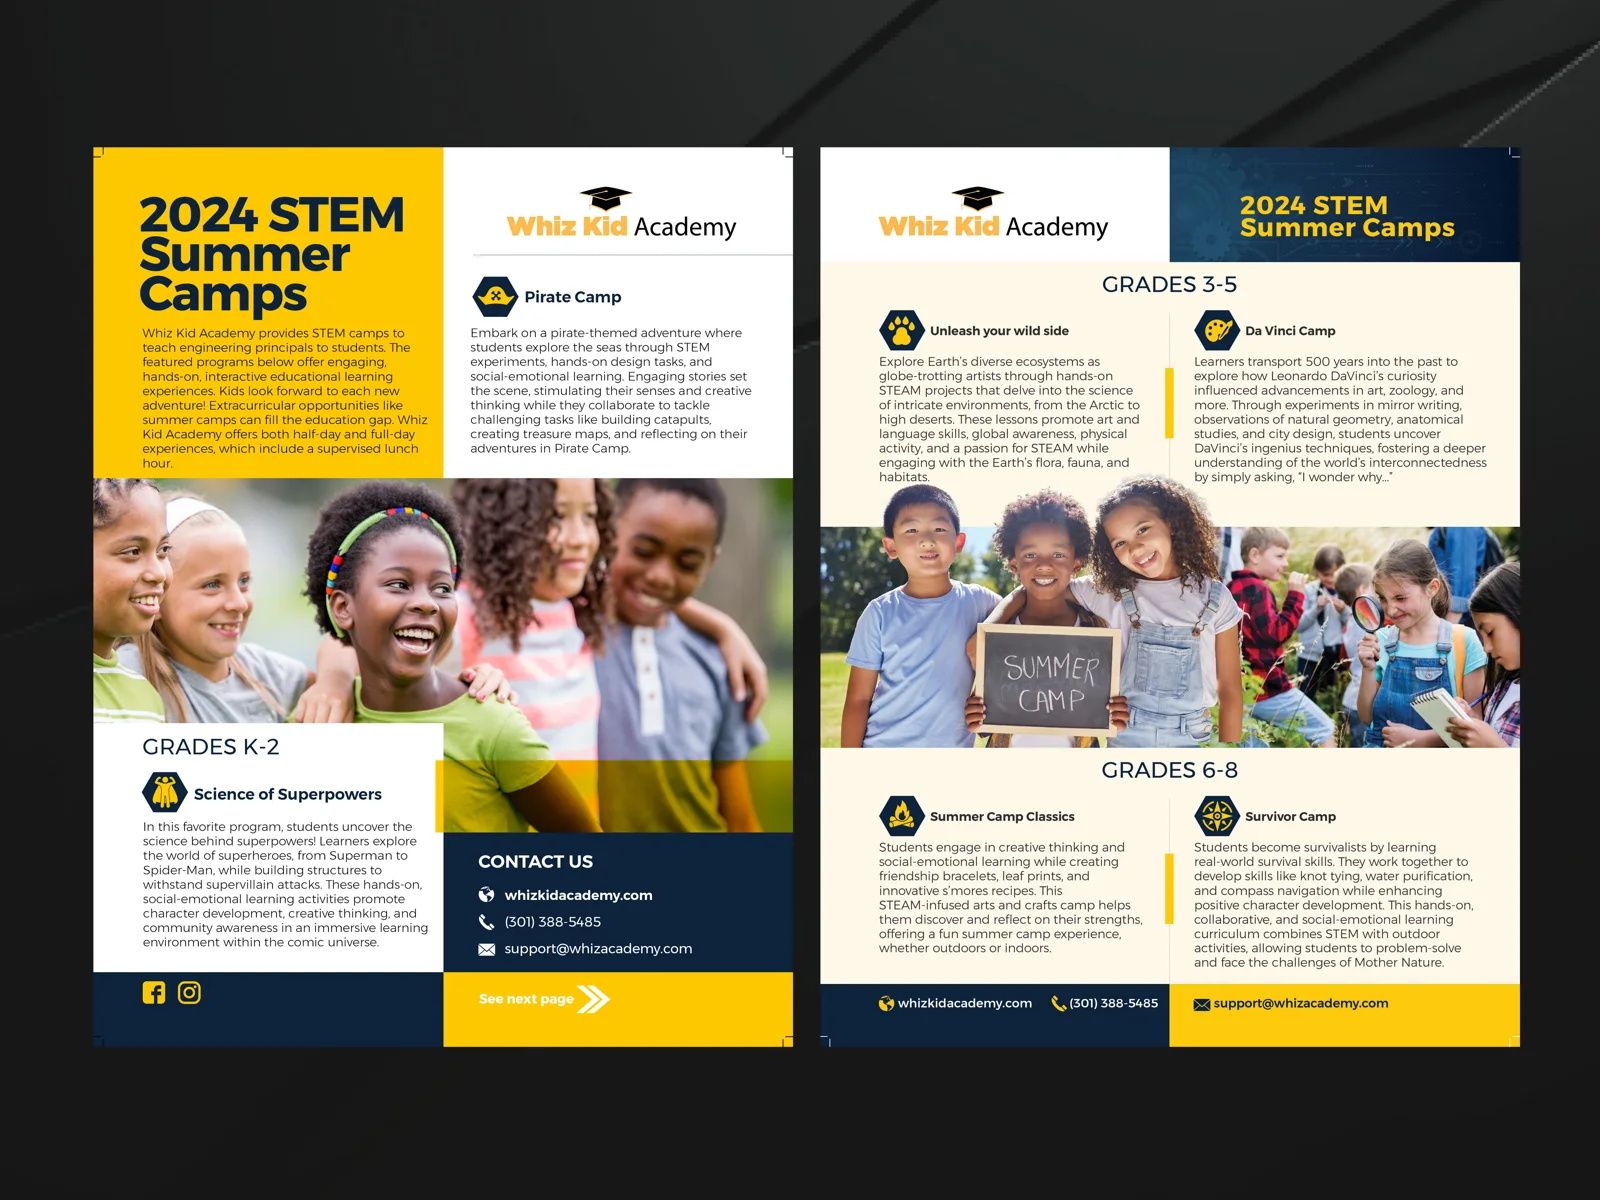 2024 STEM
Summer
Camps
Whiz Kid Academy provides STEM camps to
teach engineering principals to students. The
featured programs below offer engaging,
hands-on, interactive educational learning
experiences. Kids look forward to each new
adventure! Extracurricular opportunities like
summer camps can fill the education gap. Whiz
Kid Academy offers both half-day and full-day
experiences, which include a supervised lunch
hour.
Whiz Kid Academy
Pirate Camp
Embark on a pirate-themed adventure where
students explore the seas through STEM
experiments, hands-on design tasks, and
social-emotional learning. Engaging stories set
the scene, stimulating their senses and creative
thinking while they collaborate to tackle
challenging tasks like building catapults,
creating treasure maps, and reflecting on their
adventures in Pirate Camp.
GRADES K-2
Science of Superpowers
In this favorite program, students uncover the
science behind superpowers! Learners explore
the world of superheroes, from Superman to
Spider-Man, while building structures to
withstand supervillain attacks. These hands-on,
social-emotional learning activities promote
character development, creative thinking, and
community awareness in an immersive learning
environment within the comic universe.
CONTACT US
whizkidacademy.com
(301) 388-5485
support@whizacademy.com
See next page
Whiz Kid Academy
2024 STEM
Summer Camps
GRADES 3-5
Unleash your wild side
Explore Earth's diverse ecosystems as
globe-trotting artists through hands-on
STEAM projects that delve into the science
of intricate environments, from the Arctic to
high deserts. These lessons promote art and
language skills, global awareness, physical
activity, and a passion for STEAM while
engaging with the Earth's flora, fauna, and
habitats.
Da Vinci Camp
Learners transport 500 years into the past to
explore how Leonardo DaVinci's curiosity
influenced advancements in art, zoology, and
more. Through experiments in mirror writing,
observations of natural geometry, anatomical
studies, and city design, students uncover
DaVinci's ingenius techniques, fostering a deeper
understanding of the world's interconnectedness
by simply asking, "I wonder why..."
SUMMER
CAMP
GRADES 6-8
Summer Camp Classics
Students engage in creative thinking and
social-emotional learning while creating
friendship bracelets, leaf prints, and
innovative s'mores recipes. This
STEAM-infused arts and crafts camp helps
them discover and reflect on their strengths,
offering a fun summer camp experience,
whether outdoors or indoors.
Survivor Camp
Students become survivalists by learning
real-world survival skills. They work together to
develop skills like knot tying, water purification,
and compass navigation while enhancing
positive character development. This hands-on,
collaborative, and social-emotional learning
curriculum combines STEM with outdoor
activities, allowing students to problem-solve
and face the challenges of Mother Nature.
whizkidacademy.com (301) 388-5485 support@whizacademy.com